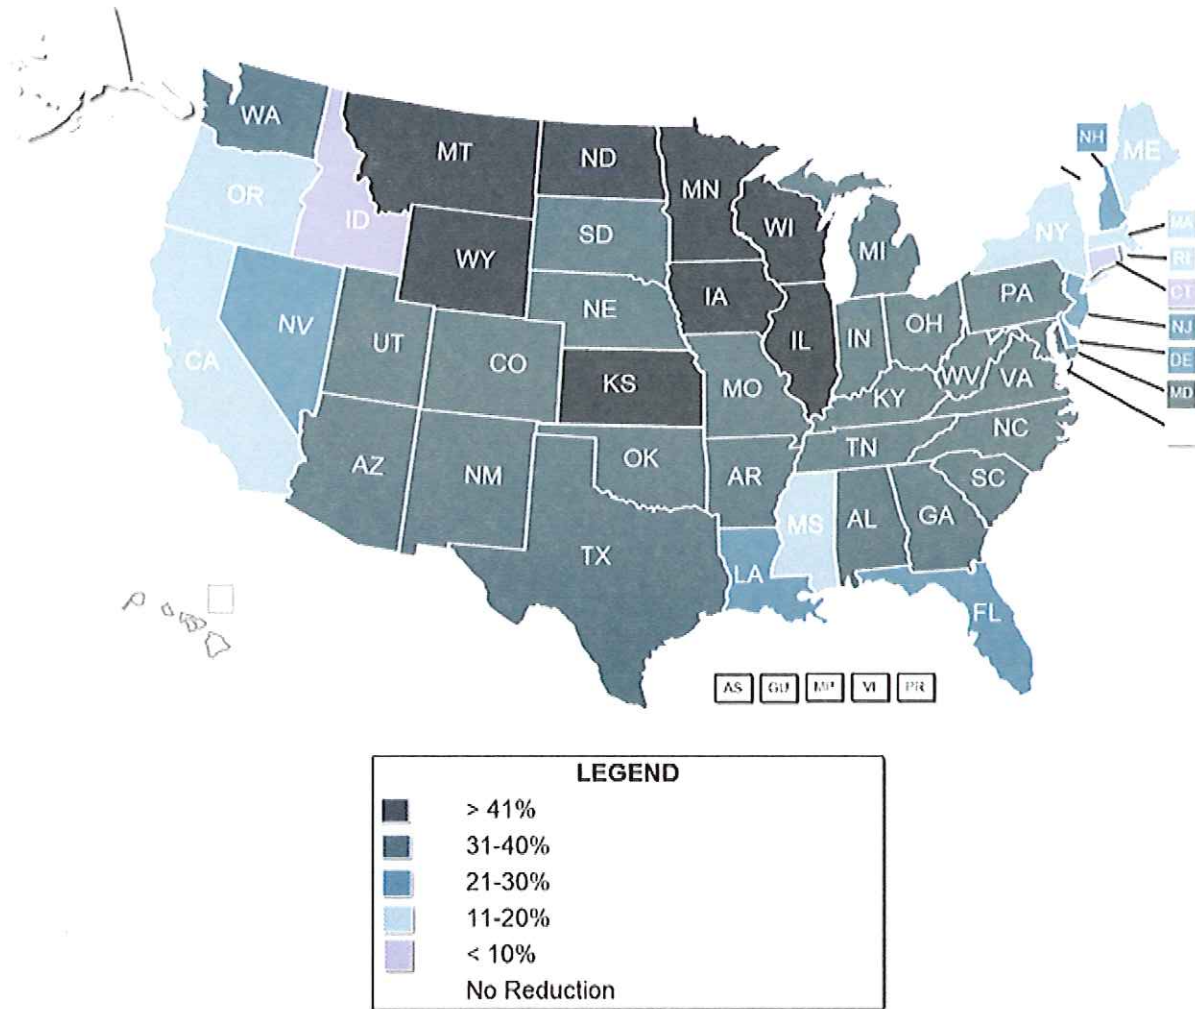 WA
MT
ND
MN
NH
ME
OR
ID
SD
WI
MI
NY
MA
WY
RI
IA
NE
PA
CT
NV
UT
CO
IL
IN
OH
NJ
CA
KS
MO
WV
VA
DE
KY
MD
AZ
NM
OK
AR
TN
NC
SC
TX
MS
AL
GA
LA
FL
AS GU MP VI PR
LEGEND
> 41%
31-40%
21-30%
11-20%
< 10%
No Reduction